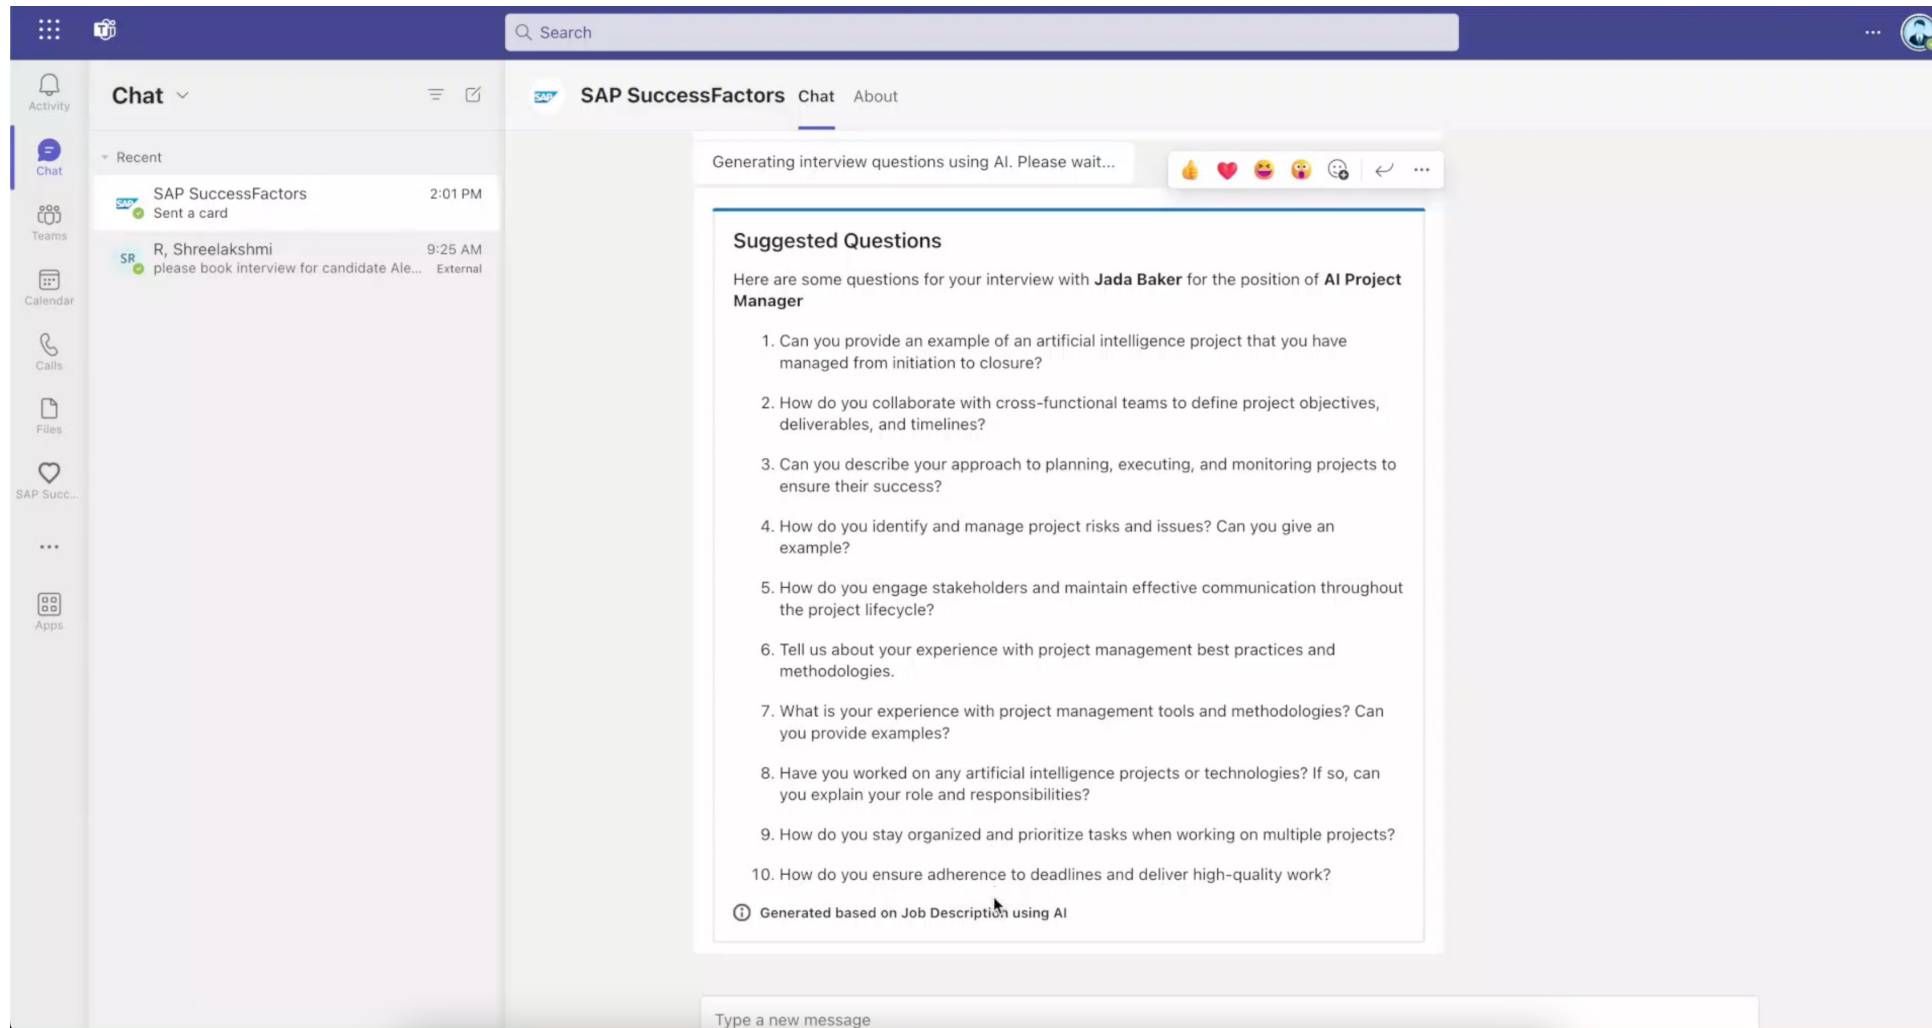 Search
Activity
Chat
Teams
Calendar
Calls
Files
SAP Succ...
Apps
Chat
Recent
SAP SuccessFactors 2:01 PM
Sent a card
SR
R, Shreelakshmi 9:25 AM
please book interview for candidate Ale... External
SAP SuccessFactors Chat About
Generating interview questions using AI. Please wait...
Suggested Questions
Here are some questions for your interview with Jada Baker for the position of AI Project
Manager
1. Can you provide an example of an artificial intelligence project that you have
managed from initiation to closure?
2. How do you collaborate with cross-functional teams to define project objectives,
deliverables, and timelines?
3. Can you describe your approach to planning, executing, and monitoring projects to
ensure their success?
4. How do you identify and manage project risks and issues? Can you give an
example?
5. How do you engage stakeholders and maintain effective communication throughout
the project lifecycle?
6. Tell us about your experience with project management best practices and
methodologies.
7. What is your experience with project management tools and methodologies? Can
you provide examples?
8. Have you worked on any artificial intelligence projects or technologies? If so, can
you explain your role and responsibilities?
9. How do you stay organized and prioritize tasks when working on multiple projects?
10. How do you ensure adherence to deadlines and deliver high-quality work?
Generated based on Job Description using AI
Type a new message